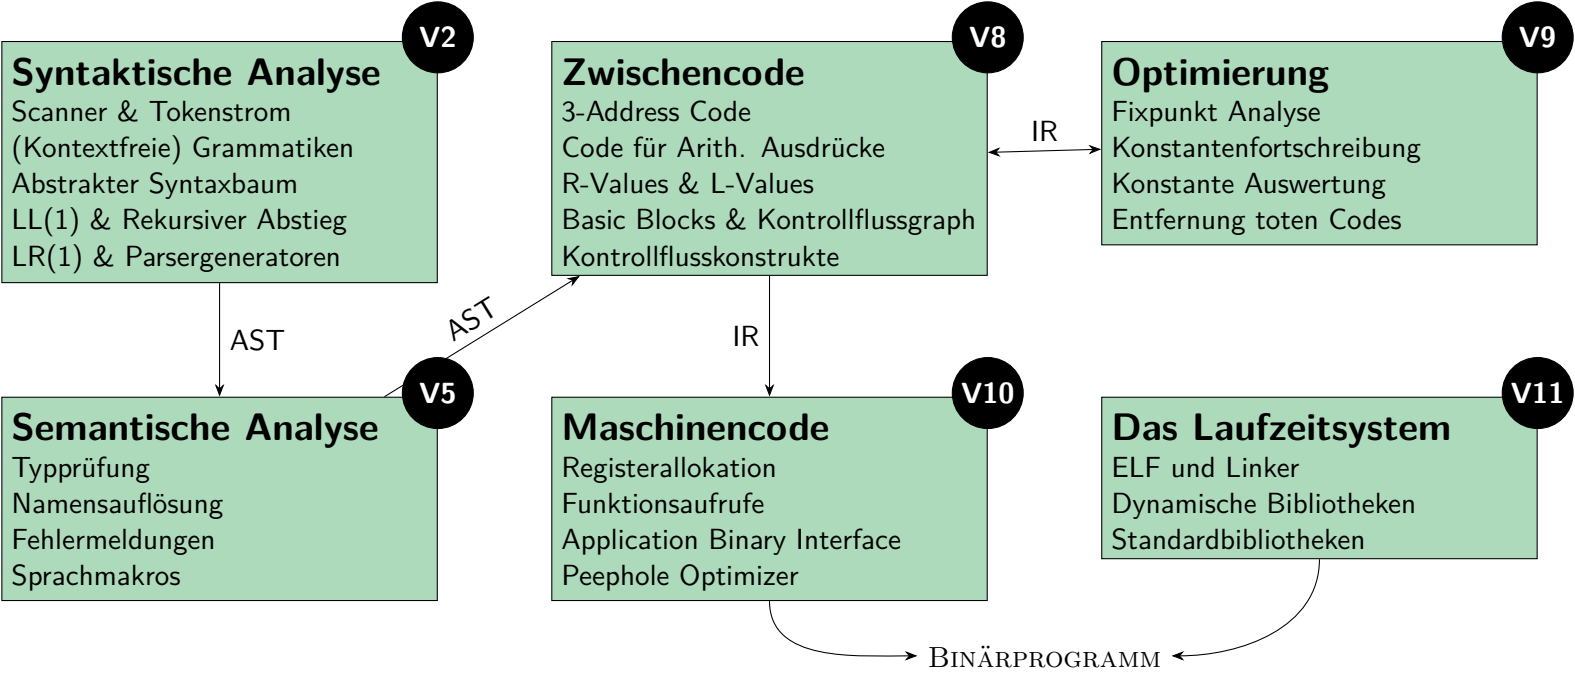 V2
Syntaktische Analyse
Scanner & Tokenstrom
(Kontextfreie) Grammatiken
Abstrakter Syntaxbaum
LL(1) & Rekursiver Abstieg
LR(1) & Parsergeneratoren
AST
V5
Semantische Analyse
Typprüfung
Namensauflösung
Fehlermeldungen
Sprachmakros
AST
V8
Zwischencode
3-Address Code
Code für Arith. Ausdrücke
R-Values & L-Values
Basic Blocks & Kontrollflussgraph
Kontrollflusskonstrukte
IR
V9
Optimierung
Fixpunkt Analyse
Konstantenfortschreibung
Konstante Auswertung
Entfernung toten Codes
IR
V10
Maschinencode
Registerallokation
Funktionsaufrufe
Application Binary Interface
Peephole Optimizer
V11
Das Laufzeitsystem
ELF und Linker
Dynamische Bibliotheken
Standardbibliotheken
BINÄRPROGRAMM